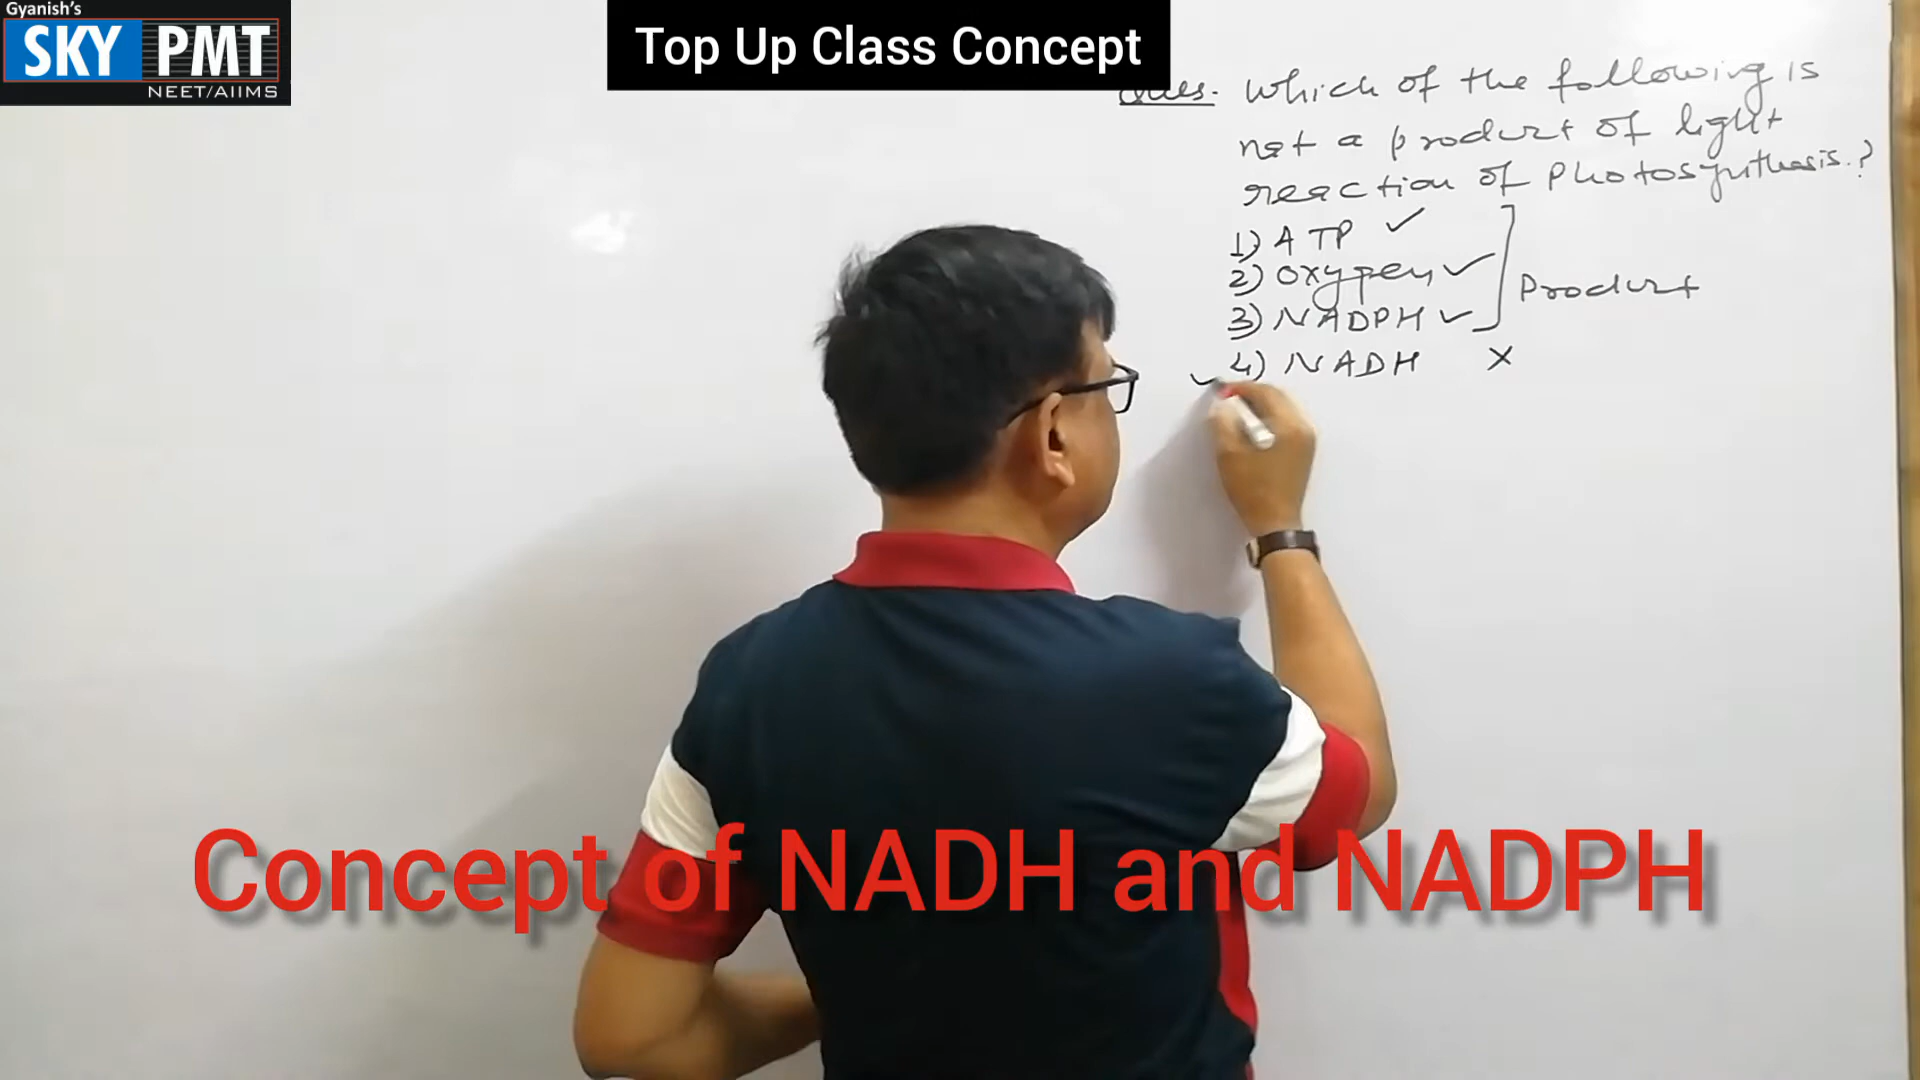 Gyanish's
SKY PMT
NEET/AIIMS
Top Up Class Concept
Ques. Which of the following is
not a product of light
reaction of Photosynthesis.?
1) ATP ✓
2) Oxygen ✓
3) NADPH ✓
Product
✓ 4) NADH X
Concept of NADH and NADPH